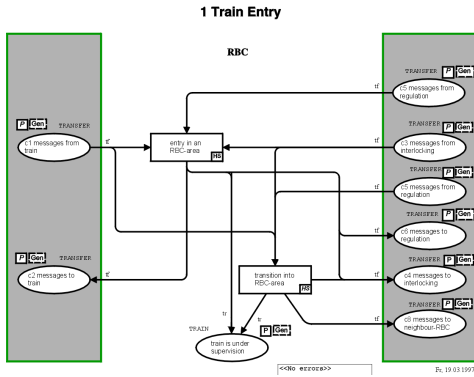 1 Train Entry
RBC
TRANSFER P Gen
c5 messages from
regulation
tf
P Gen TRANSFER
c1 messages from
train
tf
entry in an
RBC-area
HS
TRANSFER P Gen
c3 messages from
interlocking
tf
TRANSFER P Gen
c5 messages from
regulation
TRANSFER P Gen
c6 messages to
regulation
tf
P Gen TRANSFER
c2 messages to
train
tf
transition into
RBC-area
HS
TRANSFER P Gen
c4 messages to
interlocking
tf
TRANSFER P Gen
c8 messages to
neighbour-RBC
tf
tr
tr
TRAIN
P Gen
train is under
supervision
<<No errors>>
Fr, 19.03.1997